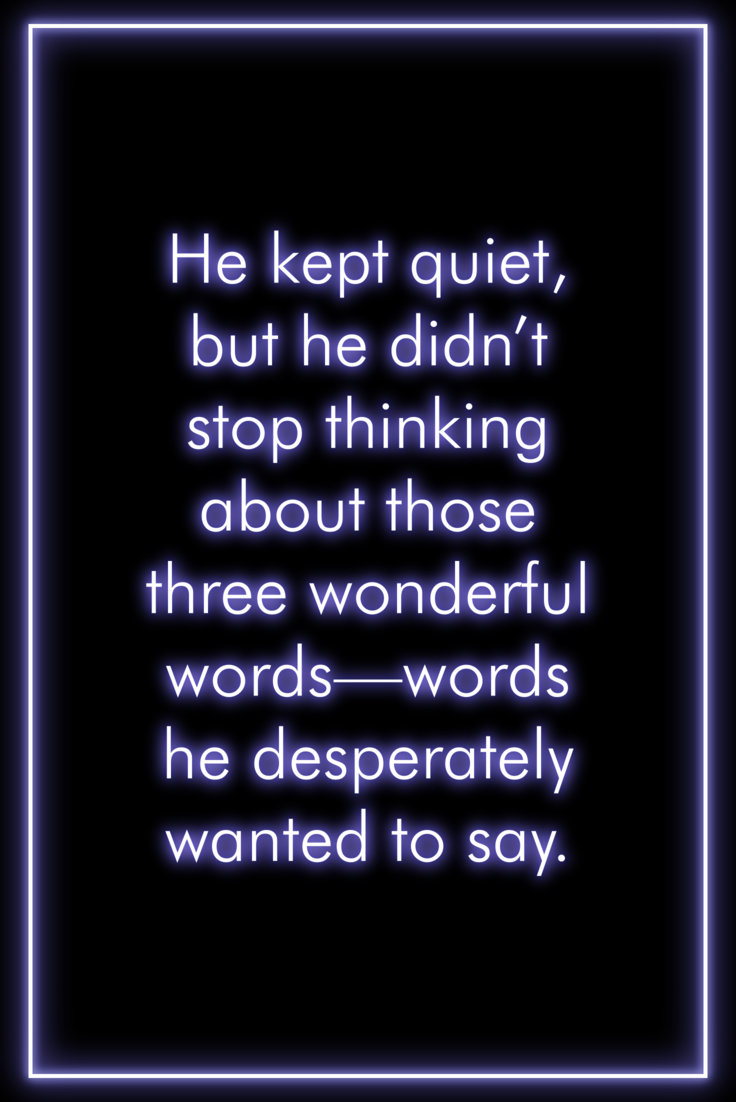 He kept quiet,
but he didn’t
stop thinking
about those
three wonderful
words—words
he desperately
wanted to say.